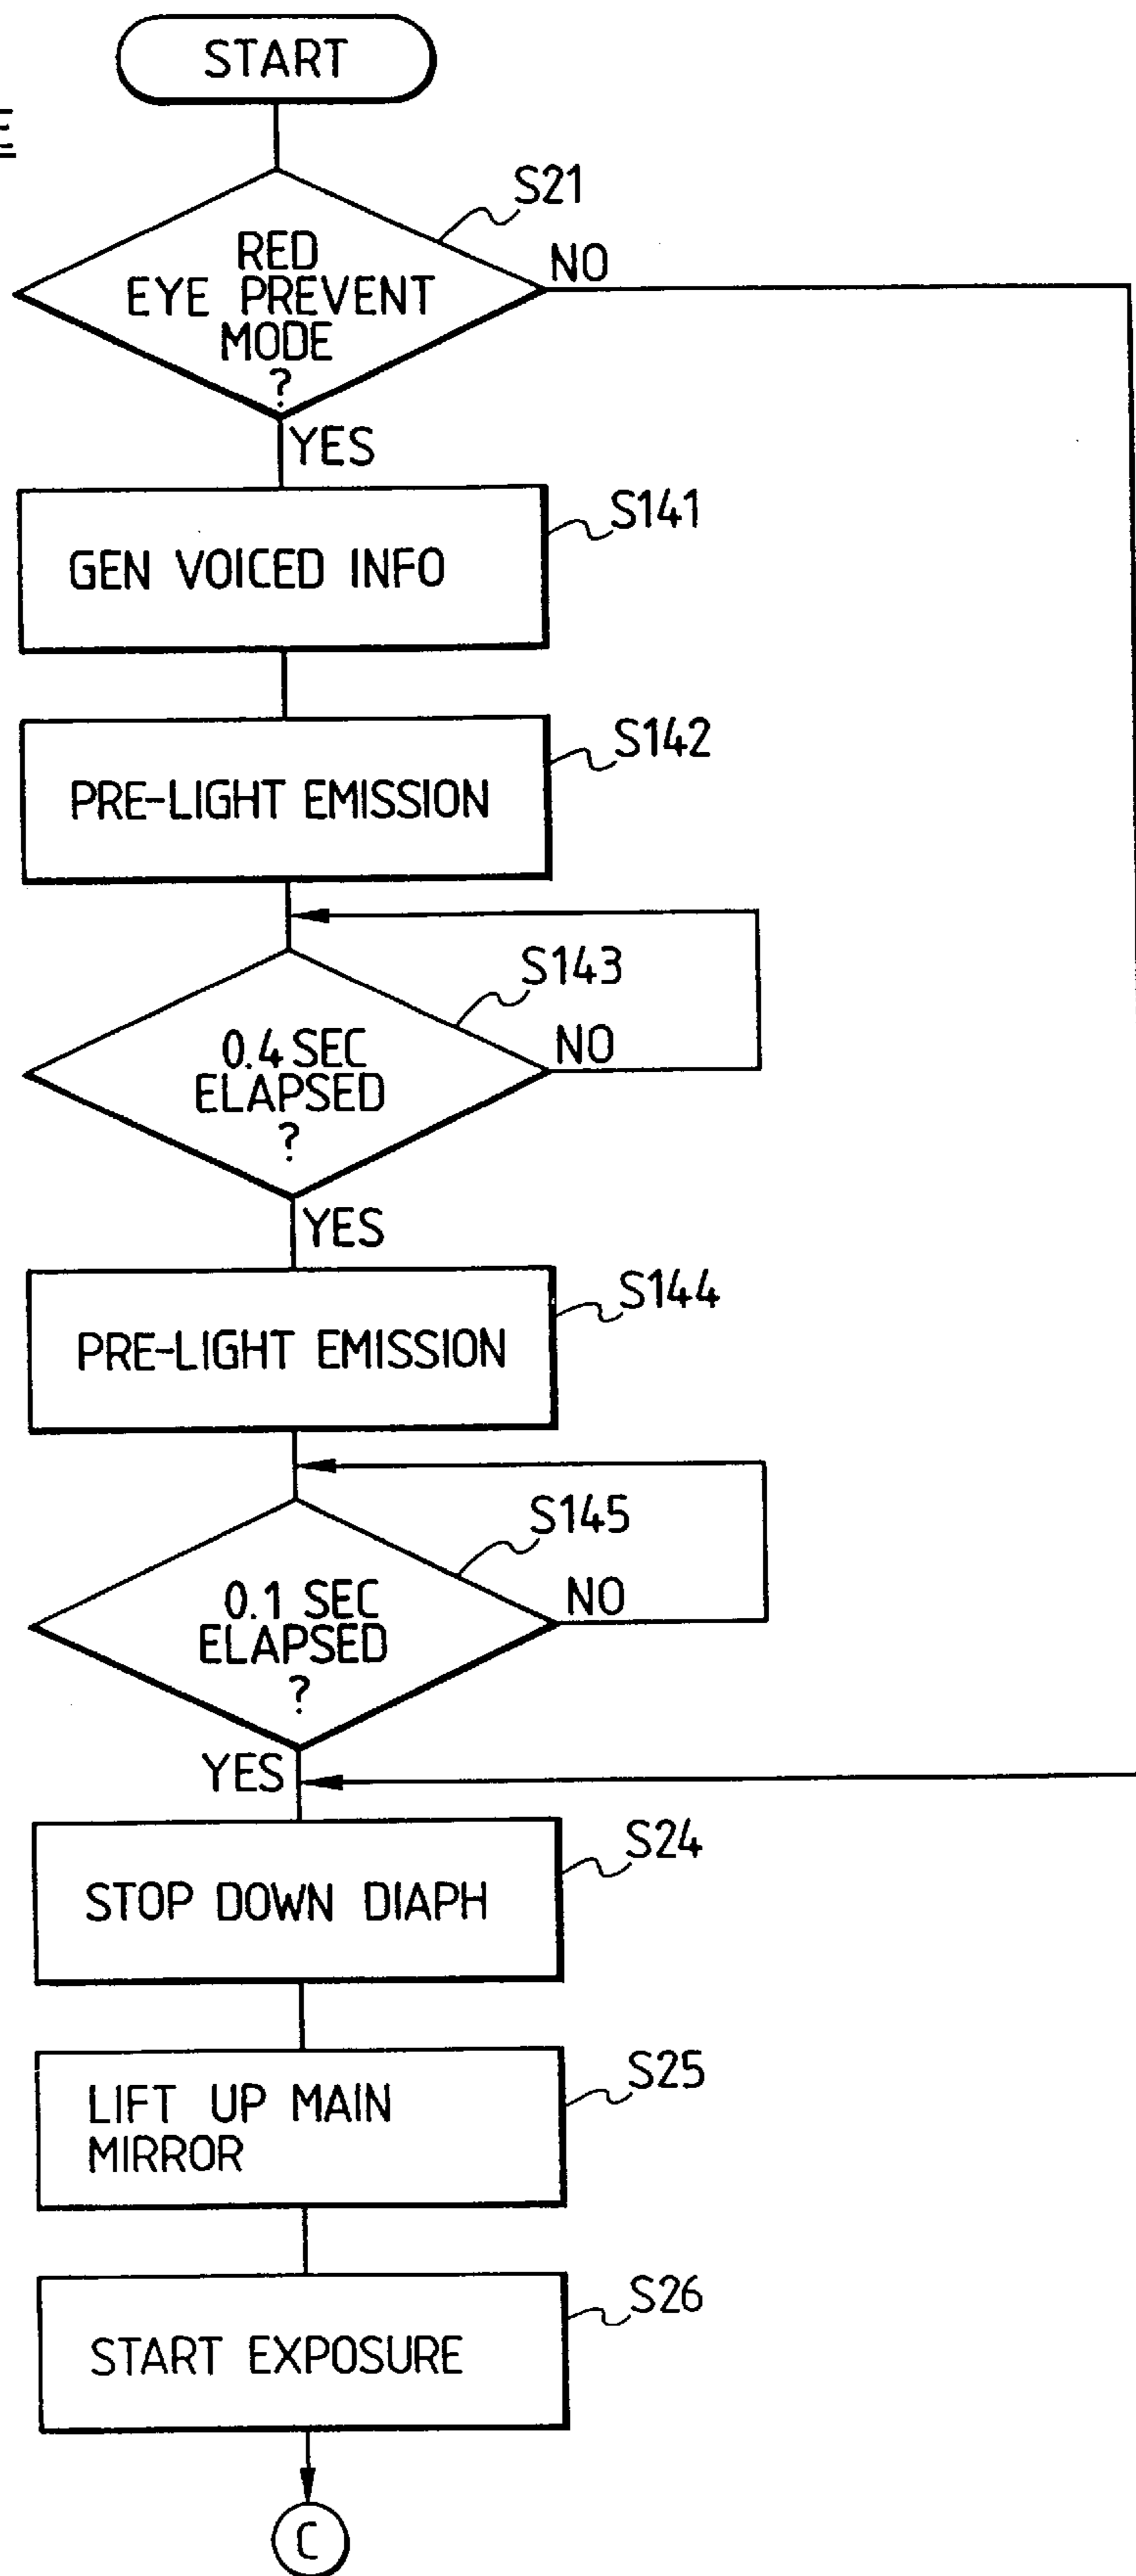 START
S21
RED
EYE PREVENT
MODE
?
NO
YES
S141
GEN VOICED INFO
S142
PRE-LIGHT EMISSION
S143
0.4 SEC
ELAPSED
?
NO
YES
S144
PRE-LIGHT EMISSION
S145
0.1 SEC
ELAPSED
?
NO
YES
S24
STOP DOWN DIAPH
S25
LIFT UP MAIN
MIRROR
S26
START EXPOSURE
C